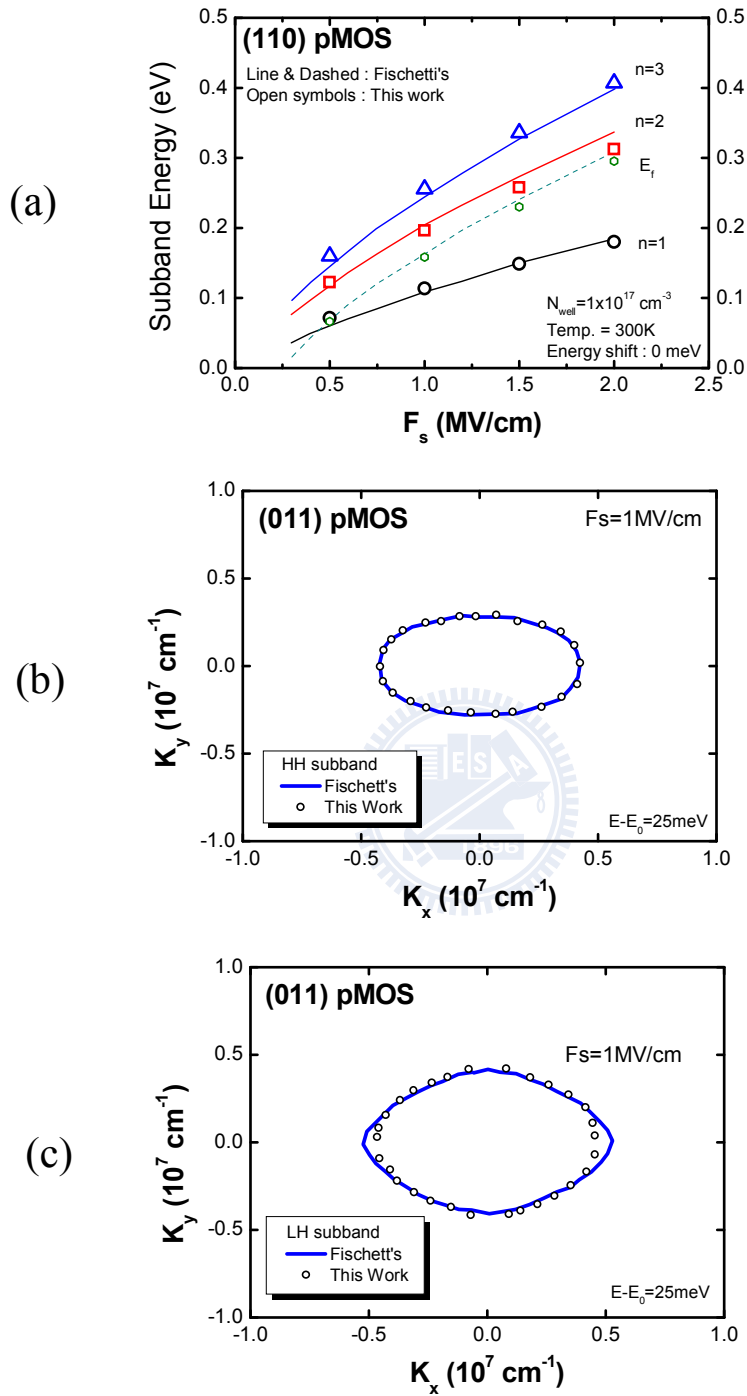 (a)
(110) pMOS
Line & Dashed : Fischetti's
Open symbols : This work
n=3
n=2
E_f
n=1
N_well=1x10^17 cm^-3
Temp. = 300K
Energy shift : 0 meV
Subband Energy (eV)
0.5
0.4
0.3
0.2
0.1
0.0
0.5
0.4
0.3
0.2
0.1
0.0
0.0 0.5 1.0 1.5 2.0 2.5
F_s (MV/cm)
(b)
(011) pMOS
Fs=1MV/cm
K_y (10^7 cm^-1)
1.0
0.5
0.0
-0.5
-1.0
HH subband
Fischett's
This Work
E-E_0=25meV
-1.0 -0.5 0.0 0.5 1.0
K_x (10^7 cm^-1)
(c)
(011) pMOS
Fs=1MV/cm
K_y (10^7 cm^-1)
1.0
0.5
0.0
-0.5
-1.0
LH subband
Fischett's
This Work
E-E_0=25meV
-1.0 -0.5 0.0 0.5 1.0
K_x (10^7 cm^-1)
ES A
1896